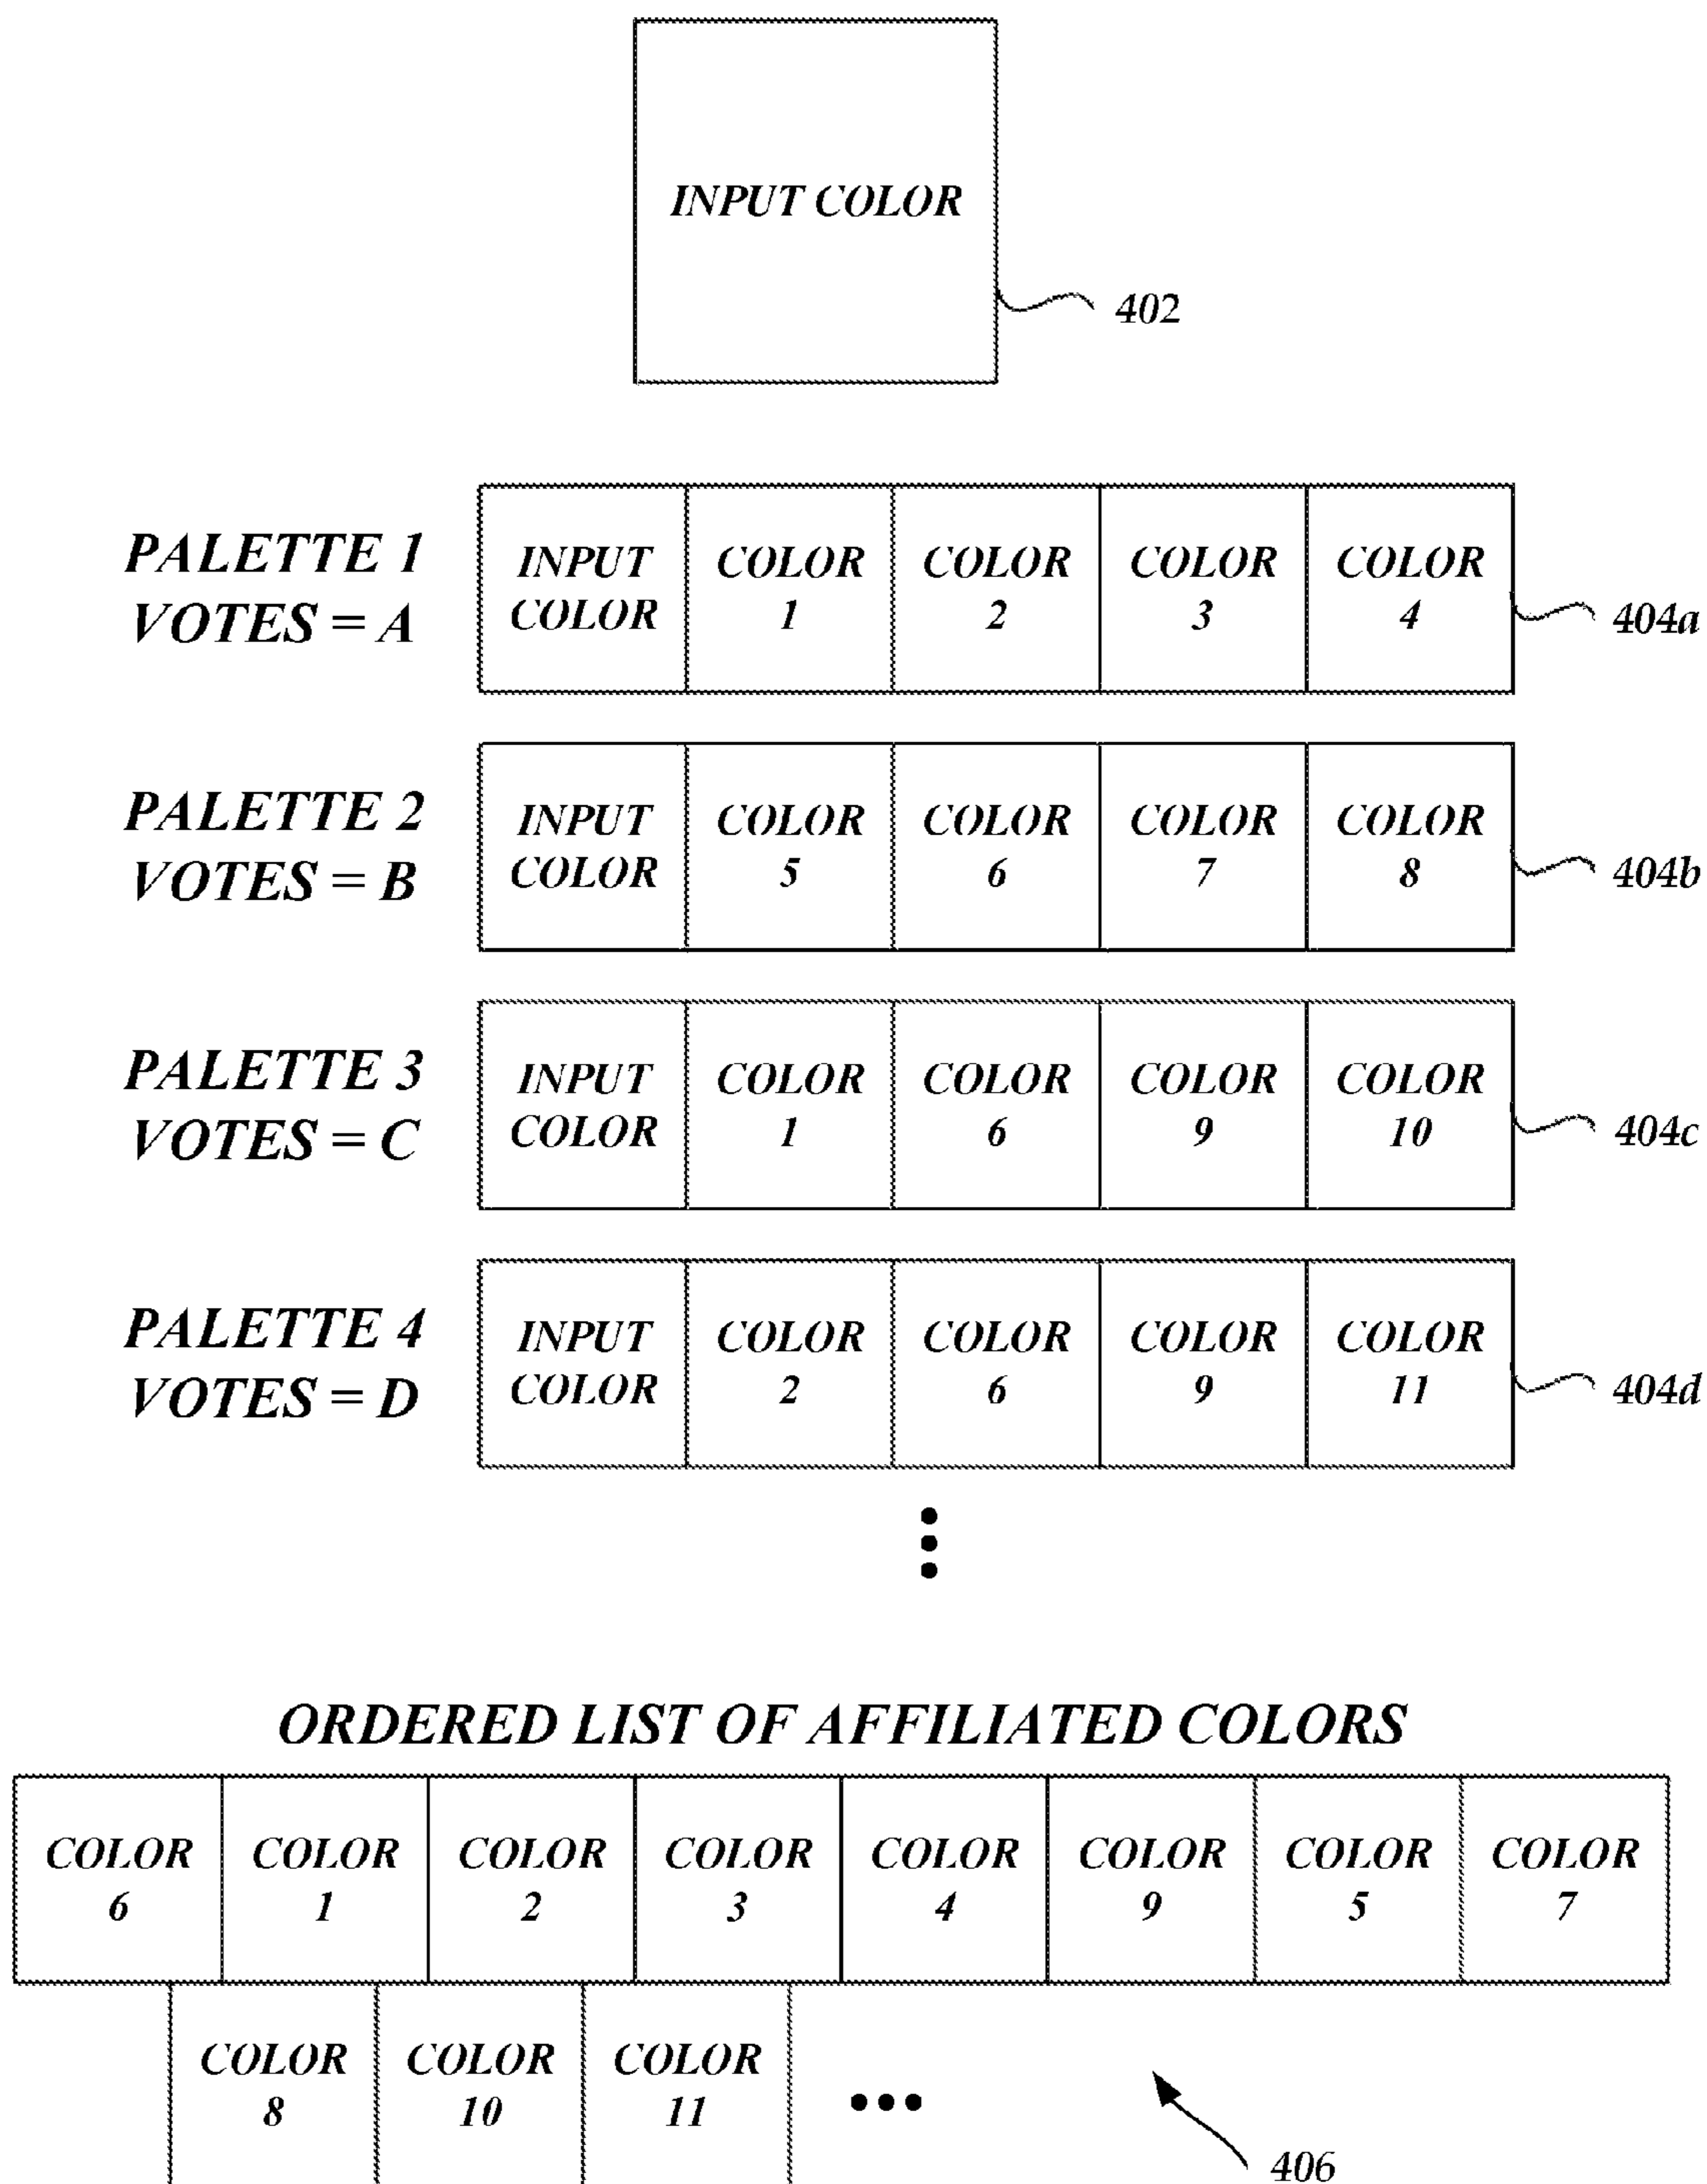 INPUT COLOR
402
PALETTE 1
VOTES = A
INPUT COLOR
COLOR 1
COLOR 2
COLOR 3
COLOR 4
404a
PALETTE 2
VOTES = B
INPUT COLOR
COLOR 5
COLOR 6
COLOR 7
COLOR 8
404b
PALETTE 3
VOTES = C
INPUT COLOR
COLOR 1
COLOR 6
COLOR 9
COLOR 10
404c
PALETTE 4
VOTES = D
INPUT COLOR
COLOR 2
COLOR 6
COLOR 9
COLOR 11
404d
ORDERED LIST OF AFFILIATED COLORS
COLOR 6
COLOR 1
COLOR 2
COLOR 3
COLOR 4
COLOR 9
COLOR 5
COLOR 7
COLOR 8
COLOR 10
COLOR 11
406